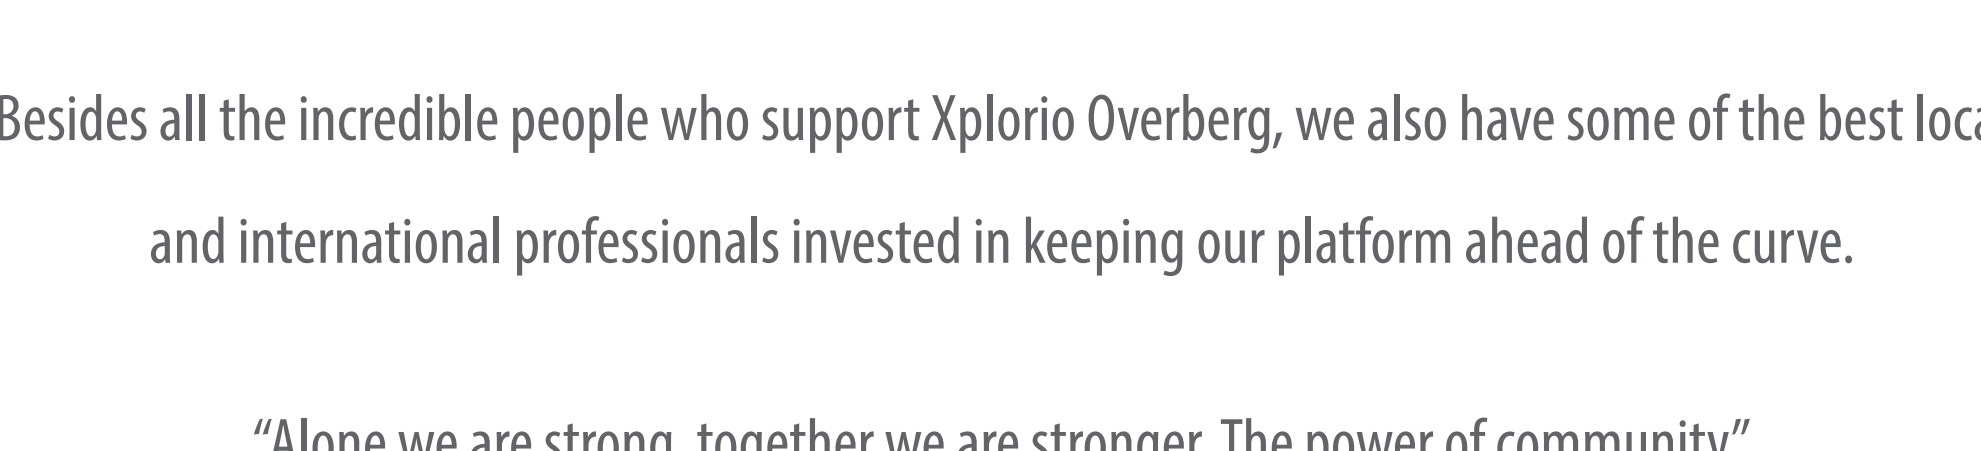 Besides all the incredible people who support Xplorio Overberg, we also have some of the best loca
and international professionals invested in keeping our platform ahead of the curve.
“Alone we are strong, together we are stronger. The power of community”